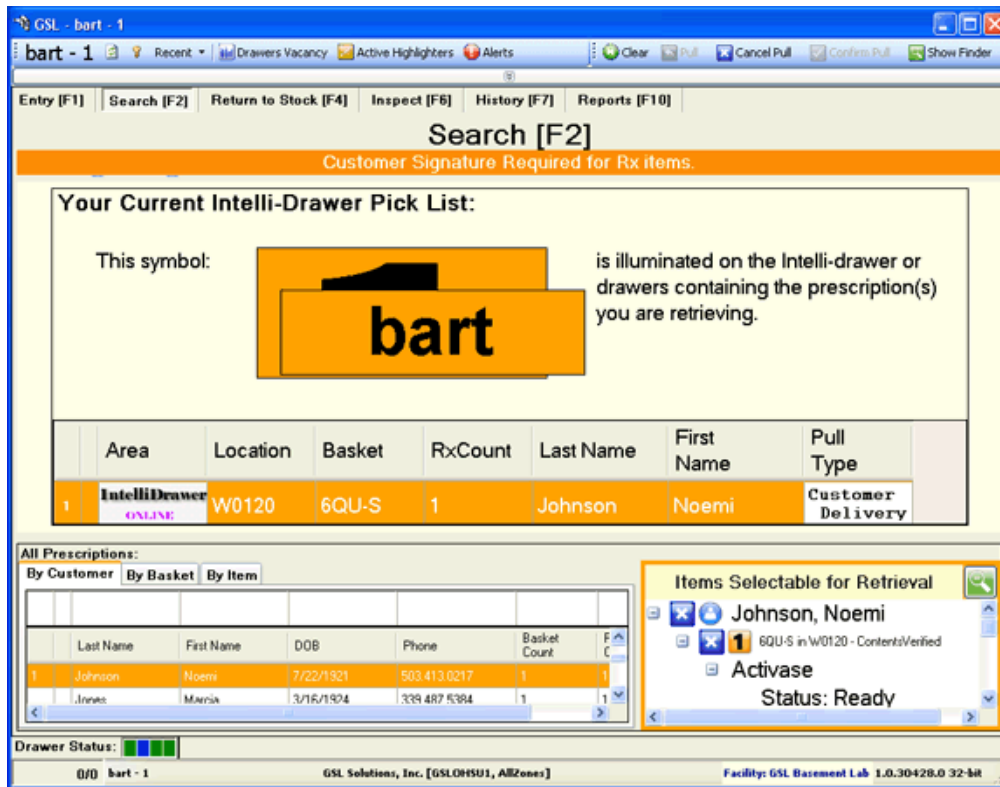 GSL - bart - 1
bart - 1 Recent Drawers Vacancy Active Highlighters Alerts Clear Pull Cancel Pull Confirm Pull Show Finder
Entry [F1] Search [F2] Return to Stock [F4] Inspect [F6] History [F7] Reports [F10]
Search [F2]
Customer Signature Required for Rx items.
Your Current Intelli-Drawer Pick List:
This symbol:
1
bart
is illuminated on the Intelli-drawer or
drawers containing the prescription(s)
you are retrieving.
Area Location Basket RxCount Last Name First Name Pull Type
1 IntelliDrawer ONLINE W0120 6QU-S 1 Johnson Noemi Customer Delivery
All Prescriptions:
By Customer By Basket By Item
Last Name First Name DOB Phone Basket Count
1 Johnson Noemi 7/22/1921 503.413.0217 1 1
Jones Marcia 3/16/1924 339.487.5384 1 1
Items Selectable for Retrieval
Johnson, Noemi
1 6QU-S in W0120 - ContentsVerified
Activase
Status: Ready
Drawer Status:
0/0 bart - 1 GSL Solutions, Inc. [GSLOHSU1, AllZones] Facility: GSL Basement Lab 1.0.30428.0 32-bit